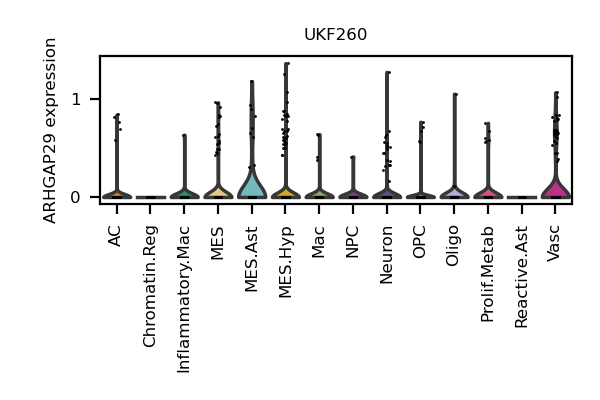 UKF260
ARHGAP29 expression
1
0
AC
Chromatin.Reg
Inflammatory.Mac
MES
MES.Ast
MES.Hyp
Mac
NPC
Neuron
OPC
Oligo
Prolif.Metab
Reactive.Ast
Vasc